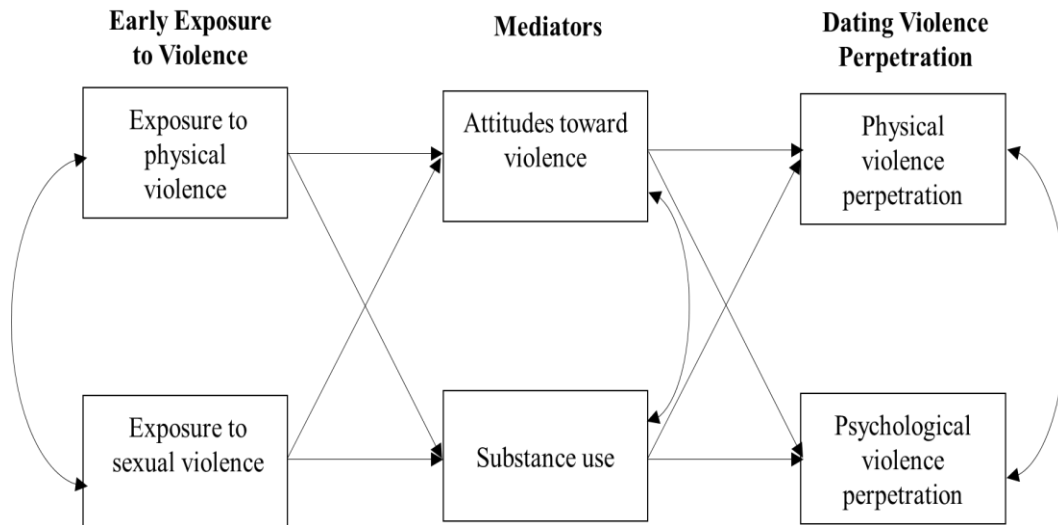 Early Exposure
to Violence
Mediators
Dating Violence
Perpetration
Exposure to
physical
violence
Attitudes toward
violence
Physical
violence
perpetration
Exposure to
sexual violence
Substance use
Psychological
violence
perpetration